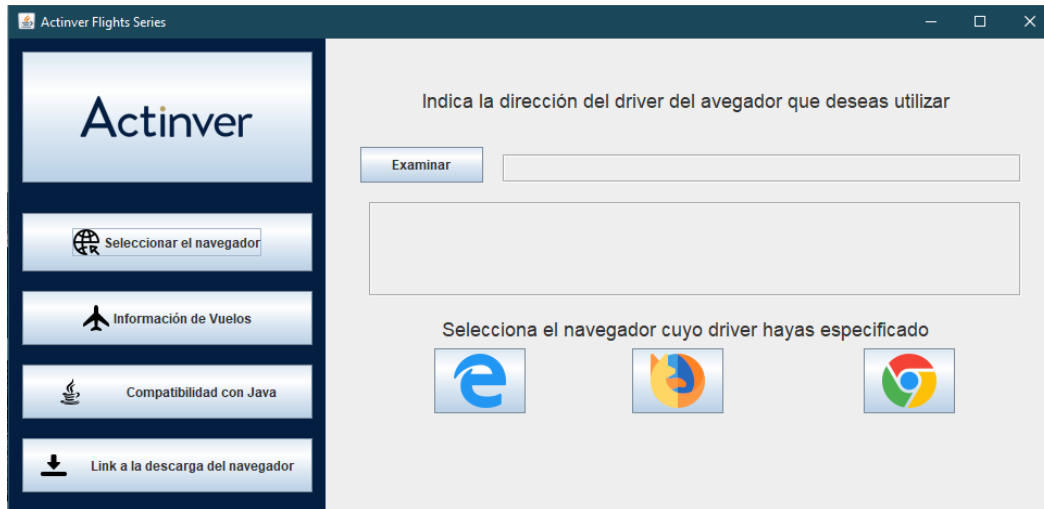 Actinver Flights Series
Actinver
Seleccionar el navegador
Información de Vuelos
Compatibilidad con Java
Link a la descarga del navegador
Indica la dirección del driver del avegador que deseas utilizar
Examinar
Selecciona el navegador cuyo driver hayas especificado